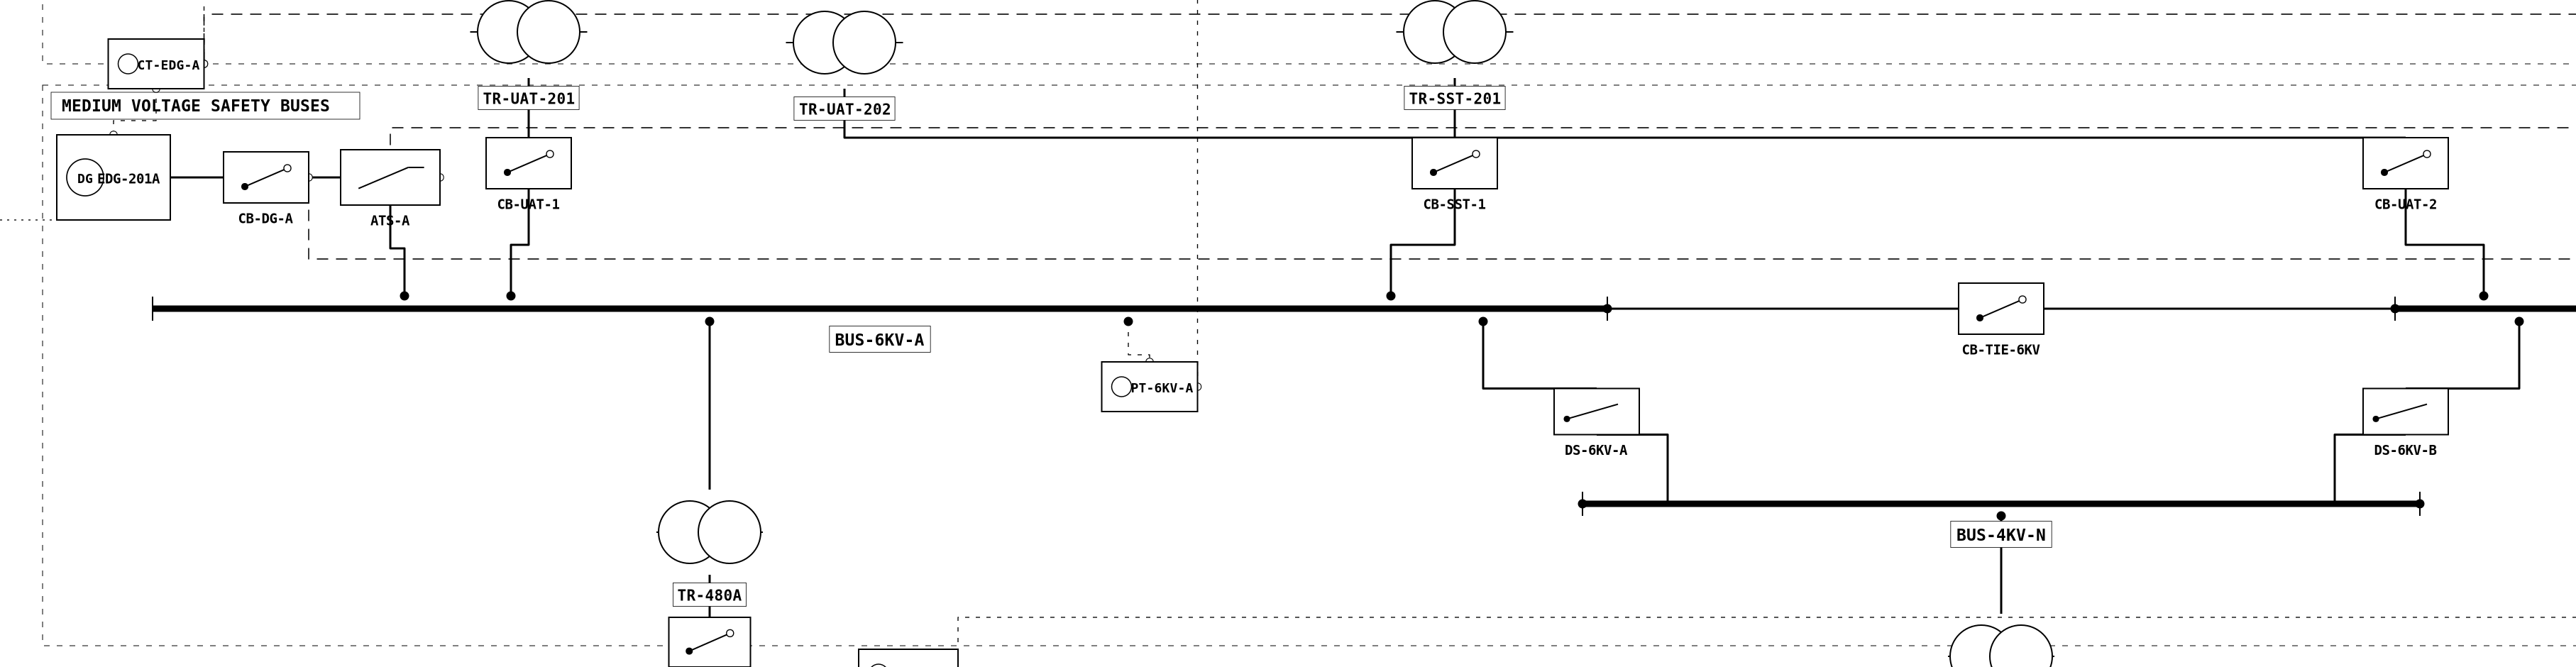 CT-EDG-A
MEDIUM VOLTAGE SAFETY BUSES
TR-UAT-201
TR-UAT-202
TR-SST-201
DG EDG-201A
CB-DG-A
ATS-A
CB-UAT-1
CB-SST-1
CB-UAT-2
BUS-6KV-A
CB-TIE-6KV
PT-6KV-A
DS-6KV-A
DS-6KV-B
BUS-4KV-N
TR-480A